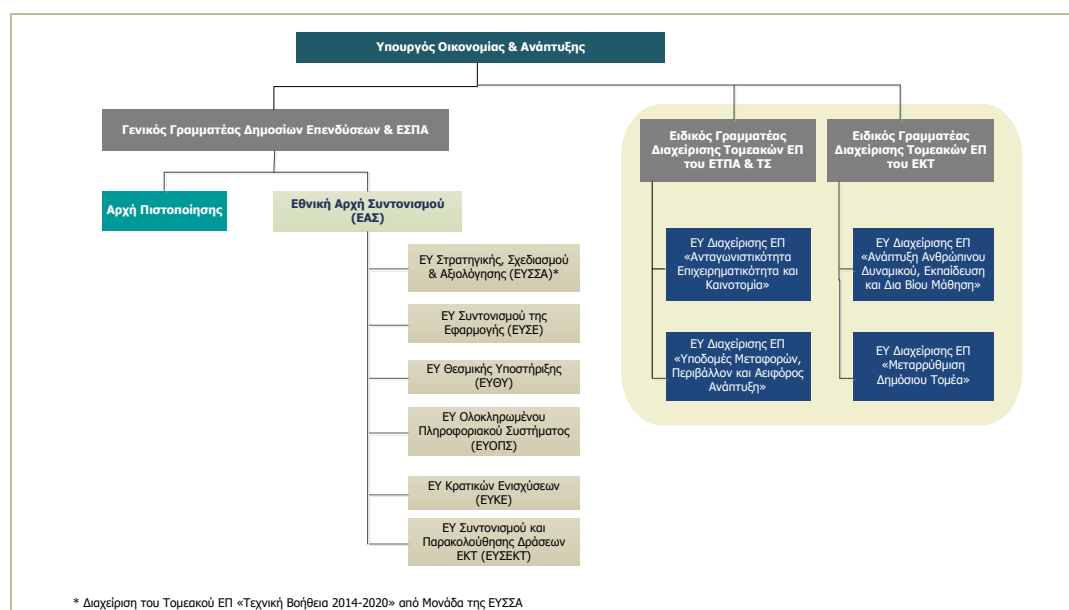 Υπουργός Οικονομίας & Ανάπτυξης
Γενικός Γραμματέας Δημοσίων Επενδύσεων & ΕΣΠΑ
Αρχή Πιστοποίησης
Εθνική Αρχή Συντονισμού
(ΕΑΣ)
ΕΥ Στρατηγικής, Σχεδιασμού
& Αξιολόγησης (ΕΥΣΣΑ)*
ΕΥ Συντονισμού της
Εφαρμογής (ΕΥΣΕ)
ΕΥ Θεσμικής Υποστήριξης
(ΕΥΘΥ)
ΕΥ Ολοκληρωμένου
Πληροφοριακού Συστήματος
(ΕΥΟΠΣ)
ΕΥ Κρατικών Ενισχύσεων
(ΕΥΚΕ)
ΕΥ Συντονισμού και
Παρακολούθησης Δράσεων
ΕΚΤ (ΕΥΣΕΚΤ)
Ειδικός Γραμματέας
Διαχείρισης Τομεακών ΕΠ
του ΕΤΠΑ & ΤΣ
ΕΥ Διαχείρισης ΕΠ
«Ανταγωνιστικότητα
Επιχειρηματικότητα και
Καινοτομία»
ΕΥ Διαχείρισης ΕΠ
«Υποδομές Μεταφορών,
Περιβάλλον και Αειφόρος
Ανάπτυξη»
Ειδικός Γραμματέας
Διαχείρισης Τομεακών ΕΠ
του ΕΚΤ
ΕΥ Διαχείρισης ΕΠ
«Ανάπτυξη Ανθρώπινου
Δυναμικού, Εκπαίδευση
και Δια Βίου Μάθηση»
ΕΥ Διαχείρισης ΕΠ
«Μεταρρύθμιση
Δημόσιου Τομέα»
* Διαχείριση του Τομεακού ΕΠ «Τεχνική Βοήθεια 2014-2020» από Μονάδα της ΕΥΣΣΑ